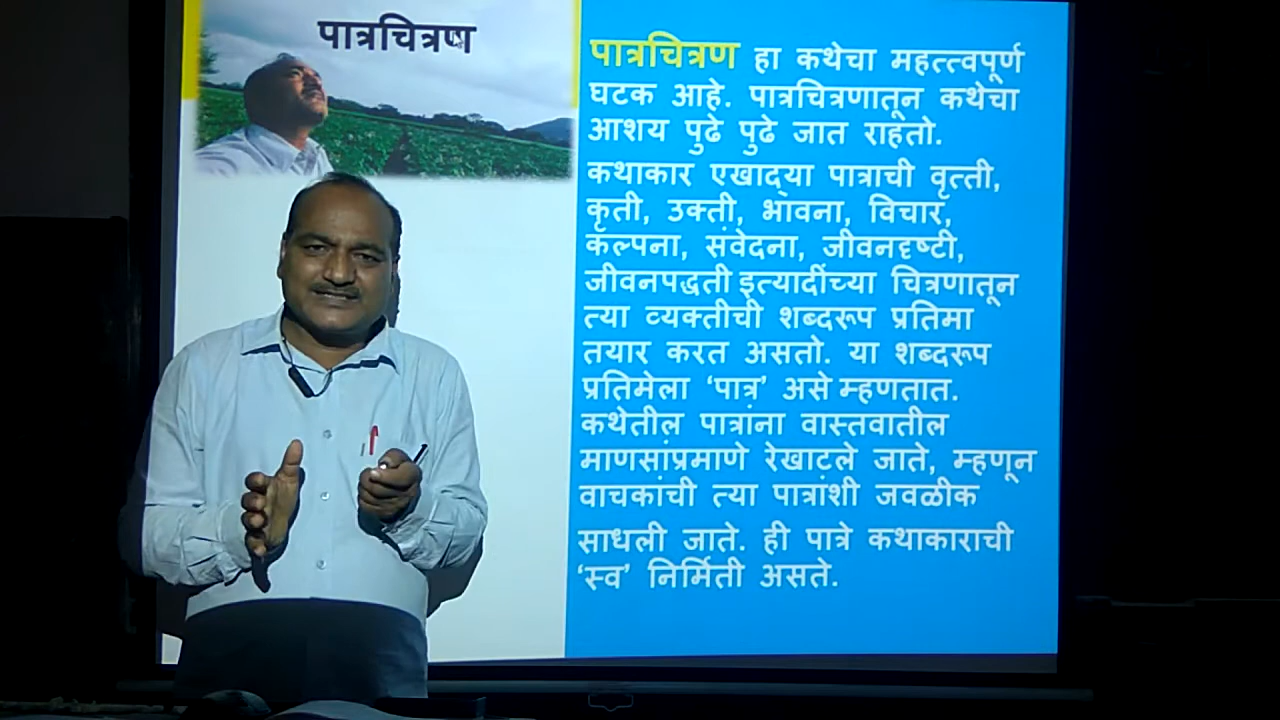 पात्रचित्रण
पात्रचित्रण हा कथेचा महत्त्वपूर्ण
घटक आहे. पात्रचित्रणातून कथेचा
आशय पुढे पुढे जात राहतो.
कथाकार एखाद्या पात्राची वृत्ती,
कृती, उक्ती, भावना, विचार,
कल्पना, संवेदना, जीवनदृष्टी,
जीवनपद्धती इत्यादींच्या चित्रणातून
त्या व्यक्तीची शब्दरूप प्रतिमा
तयार करत असतो. या शब्दरूप
प्रतिमेला ‘पात्र’ असे म्हणतात.
कथेतील पात्रांना वास्तवातील
माणसांप्रमाणे रेखाटले जाते, म्हणून
वाचकांची त्या पात्रांशी जवळीक
साधली जाते. ही पात्रे कथाकाराची
‘स्व’ निर्मिती असते.